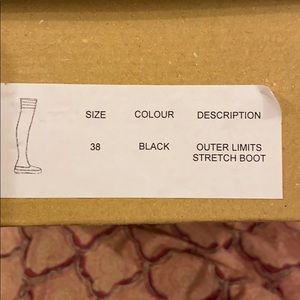 SIZE COLOUR DESCRIPTION
38 BLACK OUTER LIMITS
STRETCH BOOT